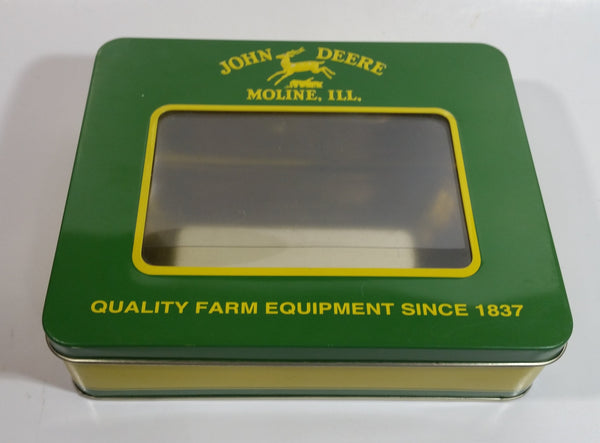 JOHN DEERE
MOLINE, ILL.
QUALITY FARM EQUIPMENT SINCE 1837